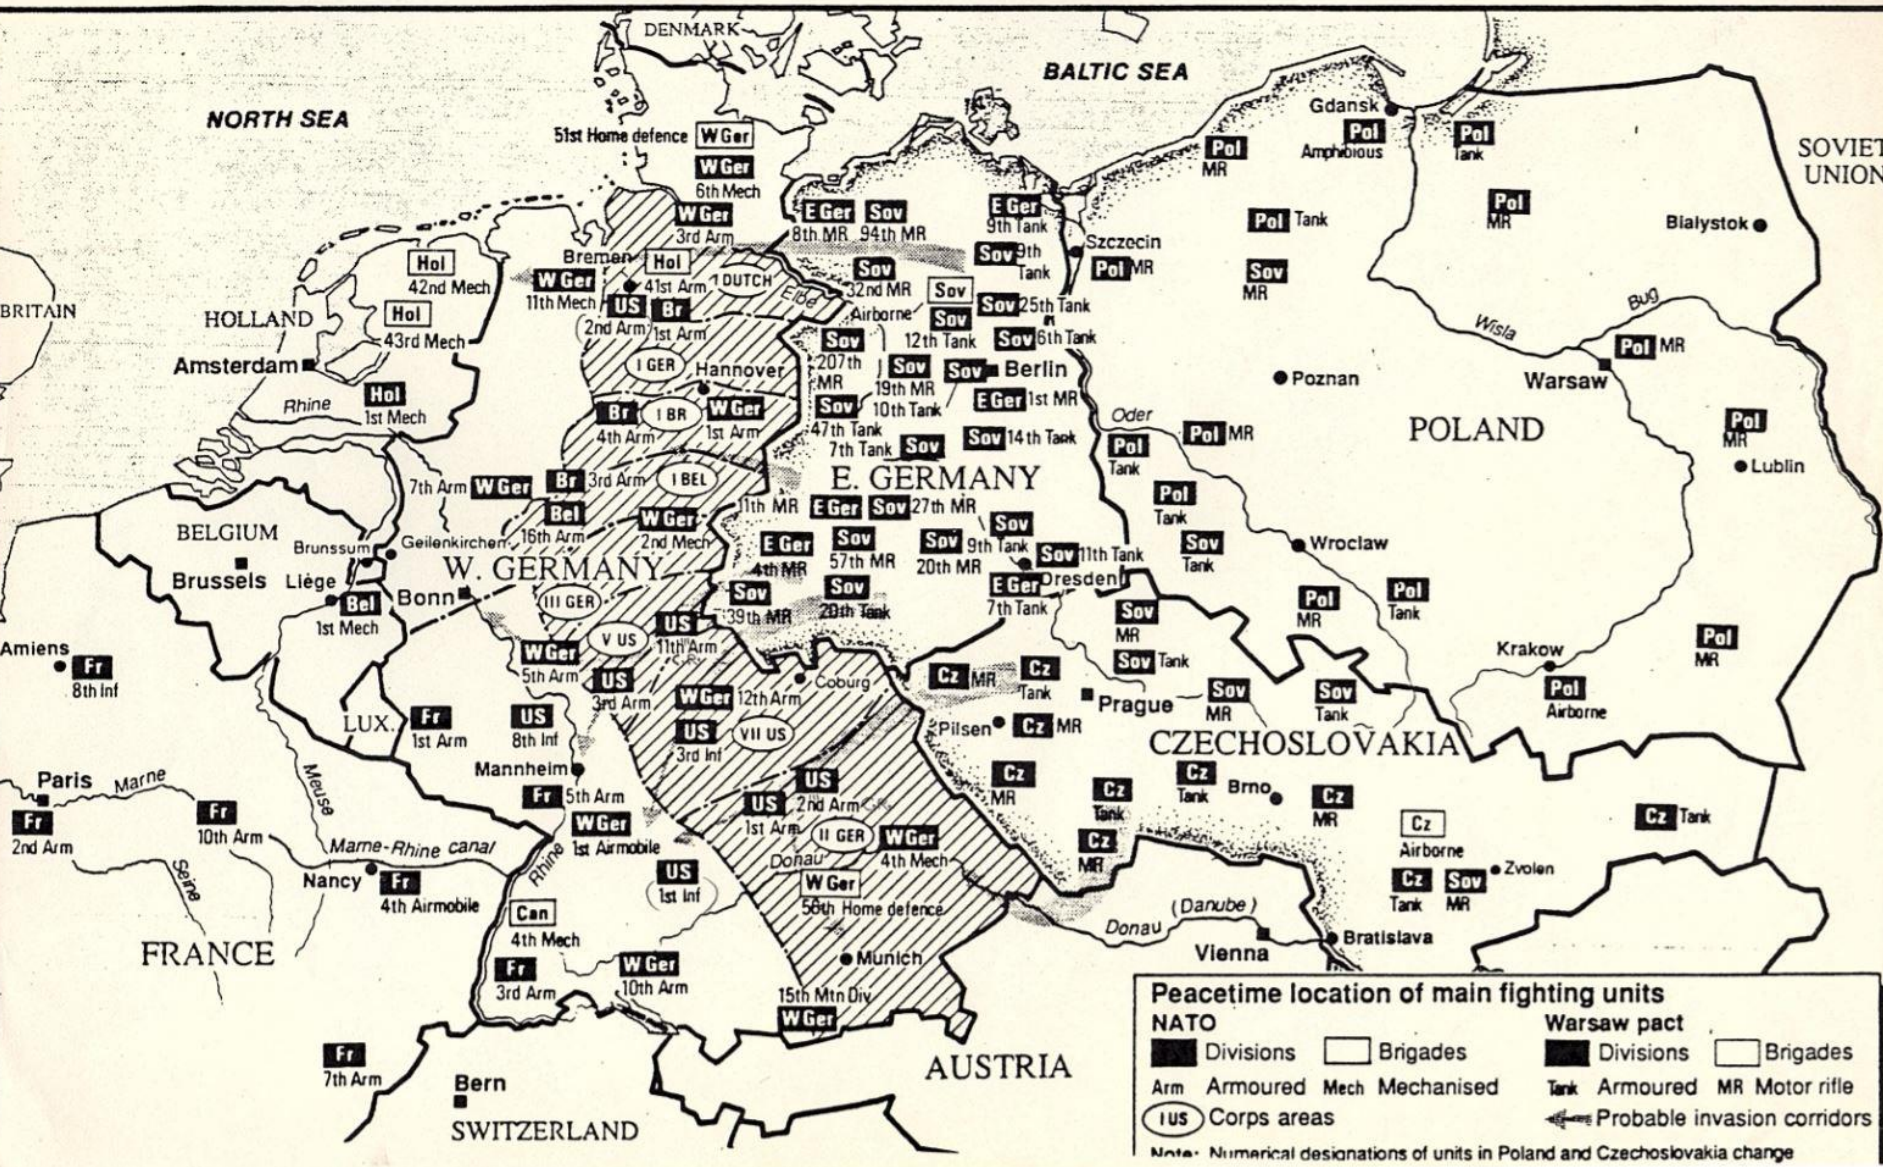 DENMARK
BALTIC SEA
NORTH SEA
Gdansk
51st Home defence W Ger
Pol
Amphibious
Pol
Tank
Pol
MR
SOVIET
UNION
W Ger
6th Mech
W Ger
3rd Arm
E Ger
8th MR
Sov
94th MR
E Ger
9th Tank
Pol Tank
Pol
MR
Bialystok
Szczecin
Pol MR
Sov 9th
Tank
Bremen
Hol
41st Arm
Hol
42nd Mech
W Ger
11th Mech
I DUTCH
Elbe
Sov
32nd MR
Sov
Airborne
Sov 25th Tank
Sov
MR
Bug
BRITAIN
HOLLAND
Hol
43rd Mech
US
2nd Arm
Br
1st Arm
Sov
12th Tank
Sov 6th Tank
Wisla
Pol MR
Warsaw
Amsterdam
I GER
Hannover
Sov
207th
MR
Sov
19th MR
Sov
10th Tank
Berlin
Poznan
Rhine
Hol
1st Mech
Br
4th Arm
I BR
W Ger
1st Arm
Sov
47th Tank
E Ger 1st MR
Oder
POLAND
Pol
MR
Lublin
7th Tank Sov
Sov 14th Tank
Pol
Tank
Pol MR
7th Arm W Ger
Br 3rd Arm
I BEL
E. GERMANY
BELGIUM
Brunssum
Geilenkirchen
Bel
16th Arm
W Ger
2nd Mech
11th MR E Ger
Sov 27th MR
Pol
Tank
Brussels
Liége
Bel
1st Mech
Bonn
W. GERMANY
E Ger
4th MR
Sov
57th MR
Sov
20th MR
Sov
9th Tank
Sov 11th Tank
Dresden
E Ger
7th Tank
Sov
Tank
Wroclaw
III GER
Sov
39th MR
Sov
20th Tank
Sov
MR
Pol
MR
Pol
Tank
Amiens
Fr
8th Inf
V US
US
11th Arm
W Ger
5th Arm
Sov Tank
Krakow
Pol
MR
US
3rd Arm
W Ger 12th Arm
Coburg
Cz MR
Cz
Tank
Prague
Sov
MR
Sov
Tank
Pol
Airborne
LUX.
Fr
1st Arm
US
8th Inf
US
3rd Inf
VII US
Pilsen
Cz MR
CZECHOSLOVAKIA
Mannheim
Paris
Marne
Meuse
Fr
2nd Arm
Fr
10th Arm
Fr 5th Arm
W Ger
1st Airmobile
US
1st Arm
US
2nd Arm
Cz
MR
Cz
Tank
Cz
Tank
Brno
Cz
MR
Cz Tank
II GER
W Ger
4th Mech
Cz
MR
Cz
Airborne
Marne-Rhine canal
Seine
Nancy
Fr
4th Airmobile
Rhine
US
1st Inf
Donau
W Ger
56th Home defence
Cz
Tank
Sov
MR
Zvolen
FRANCE
Can
4th Mech
Donau
(Danube)
Vienna
Bratislava
Munich
Fr
3rd Arm
W Ger
10th Arm
15th Mtn Div
W Ger
Fr
7th Arm
Bern
SWITZERLAND
AUSTRIA
Peacetime location of main fighting units
NATO
Divisions Brigades
Arm Armoured Mech Mechanised
I US Corps areas
Warsaw pact
Divisions Brigades
Tank Armoured MR Motor rifle
Probable invasion corridors
Note: Numerical designations of units in Poland and Czechoslovakia change